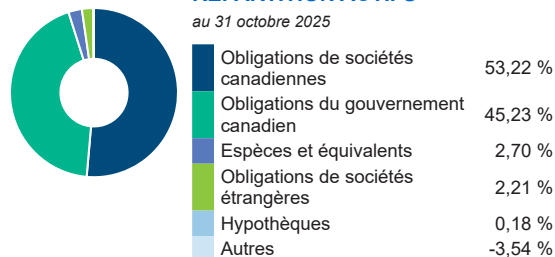 au 31 octobre 2025
Obligations de sociétés
canadiennes 53,22 %
Obligations du gouvernement
canadien 45,23 %
Espèces et équivalents 2,70 %
Obligations de sociétés
étrangères 2,21 %
Hypothèques 0,18 %
Autres -3,54 %